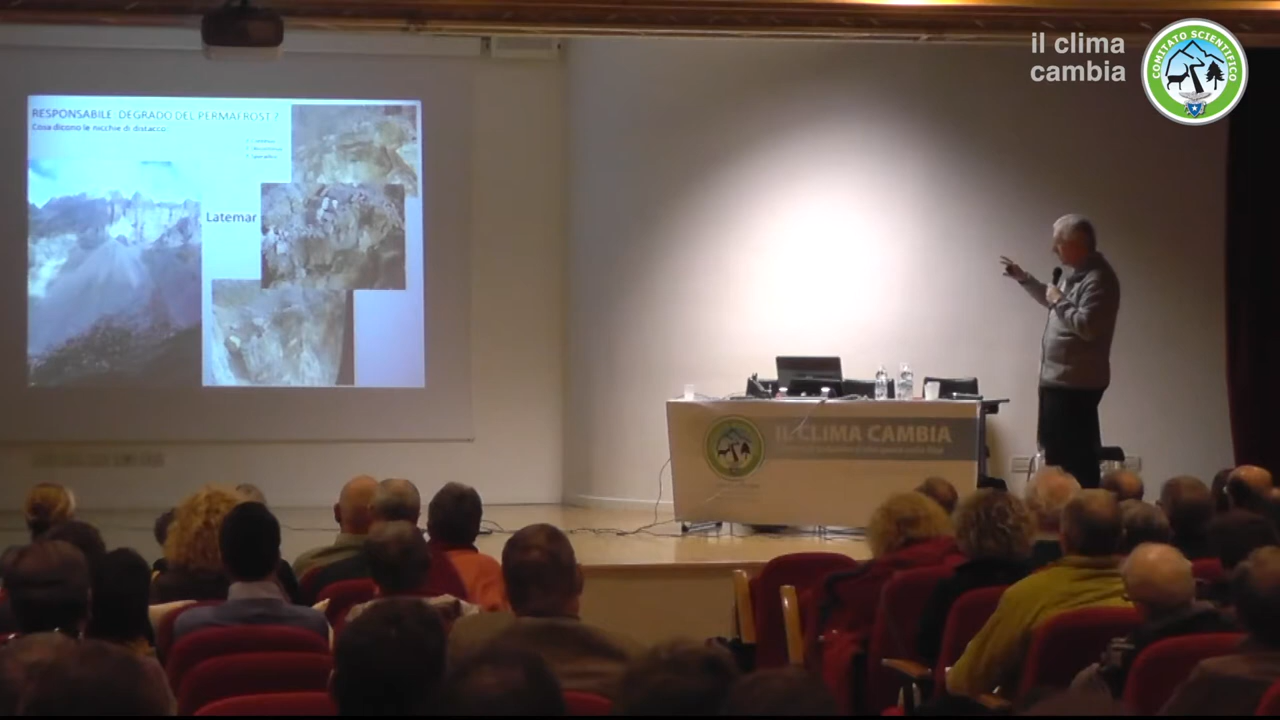 il clima
cambia
COMITATO SCIENTIFICO
RESPONSABILE DEGRADO DEL PERMAFROST ?
Cosa dicono le nicchie di distacco
Latemar
IL CLIMA CAMBIA